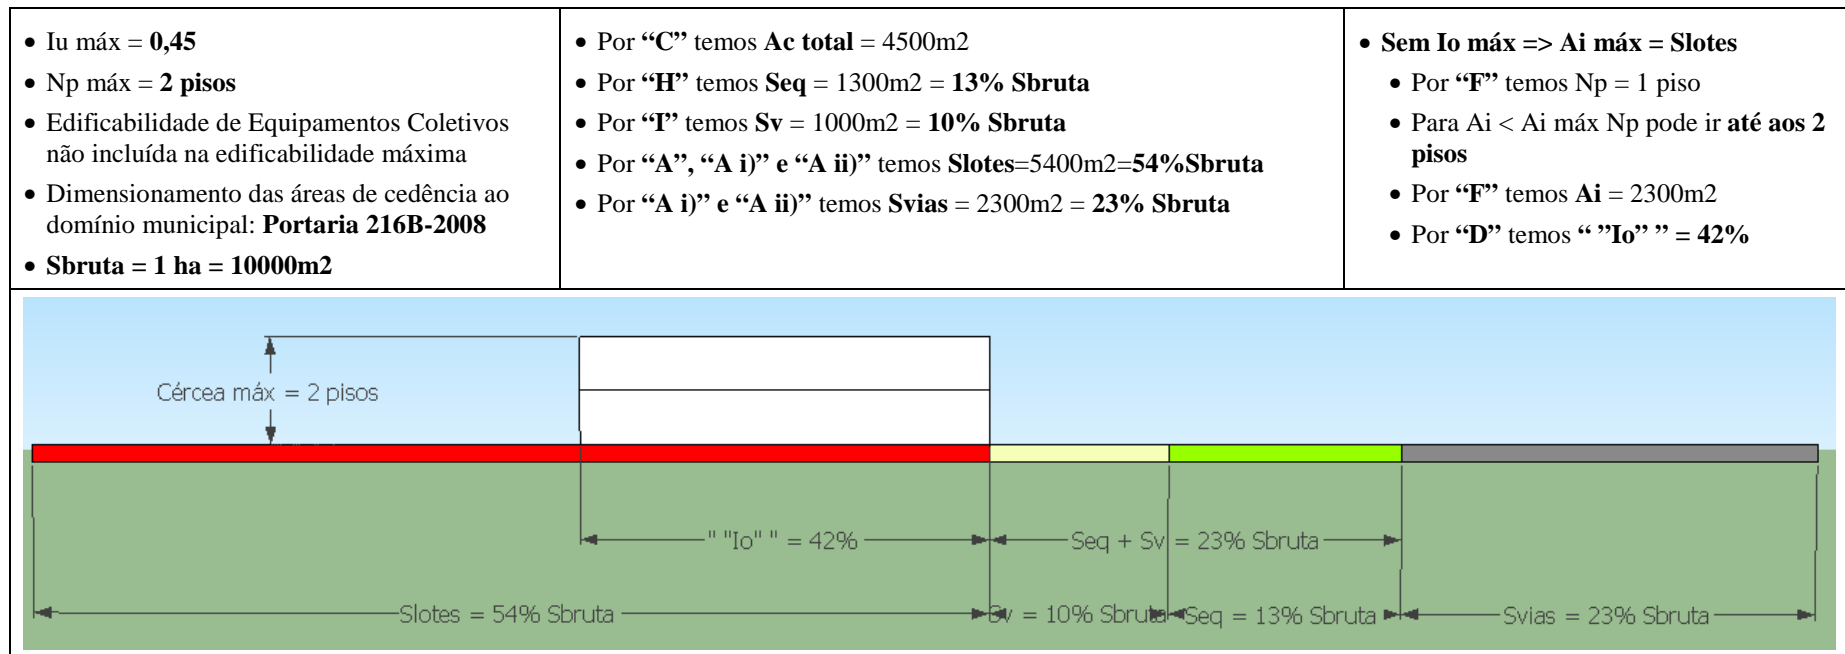 • Iu máx = 0,45
• Np máx = 2 pisos
• Edificabilidade de Equipamentos Coletivos
não incluída na edificabilidade máxima
• Dimensionamento das áreas de cedência ao
domínio municipal: Portaria 216B-2008
• Sbruta = 1 ha = 10000m2
• Por “C” temos Ac total = 4500m2
• Por “H” temos Seq = 1300m2 = 13% Sbruta
• Por “I” temos Sv = 1000m2 = 10% Sbruta
• Por “A”, “A i)” e “A ii)” temos Slotes=5400m2=54%Sbruta
• Por “A i)” e “A ii)” temos Svias = 2300m2 = 23% Sbruta
• Sem Io máx => Ai máx = Slotes
• Por “F” temos Np = 1 piso
• Para Ai < Ai máx Np pode ir até aos 2
pisos
• Por “F” temos Ai = 2300m2
• Por “D” temos “ ”Io” ” = 42%
Cércea máx = 2 pisos
" "Io" " = 42%
Seq + Sv = 23% Sbruta
Slotes = 54% Sbruta
Sv = 10% Sbruta
Seq = 13% Sbruta
Svias = 23% Sbruta